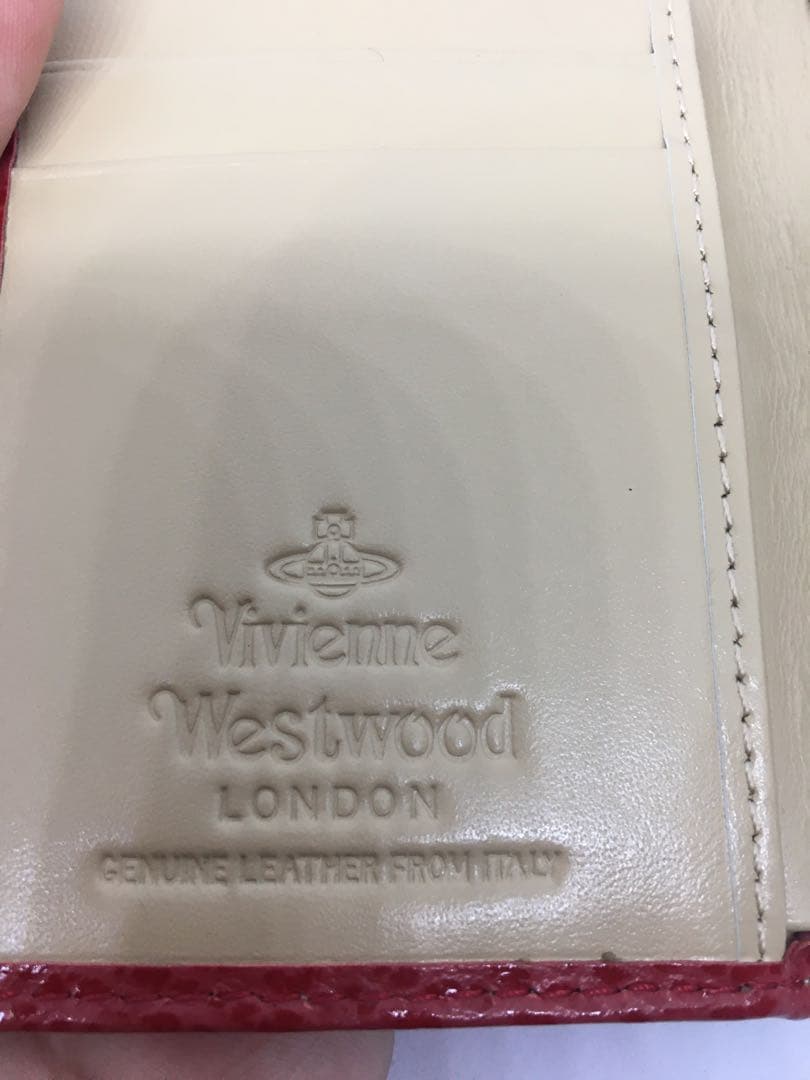 Vivienne
Westwood
LONDON
GENUINE LEATHER FROM ITALY